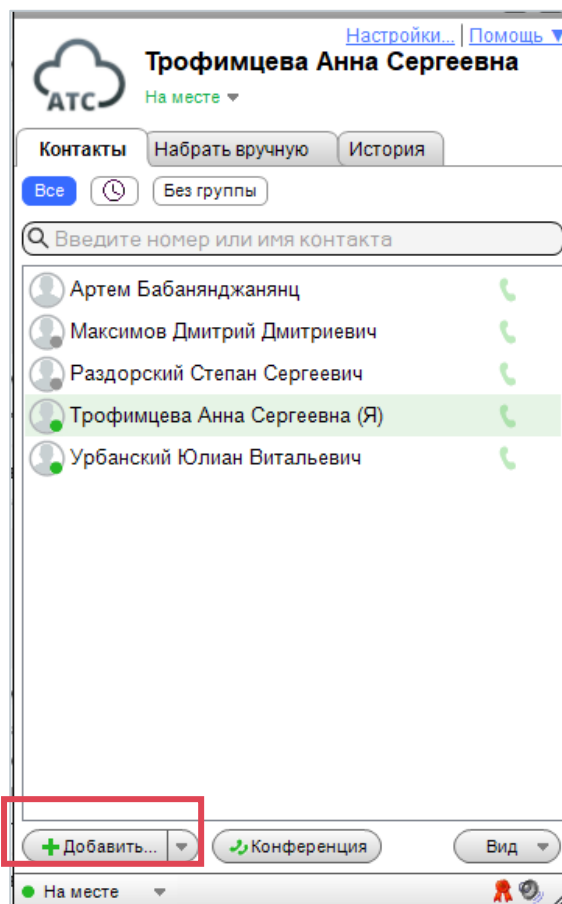 Настройки... | Помощь ▼
Трофимцева Анна Сергеевна
АТС
На месте
Контакты Набрать вручную История
Все Без группы
Введите номер или имя контакта
Артем Бабанянджанянц
Максимов Дмитрий Дмитриевич
Раздорский Степан Сергеевич
Трофимцева Анна Сергеевна (Я)
Урбанский Юлиан Витальевич
Добавить... Конференция Вид
На месте